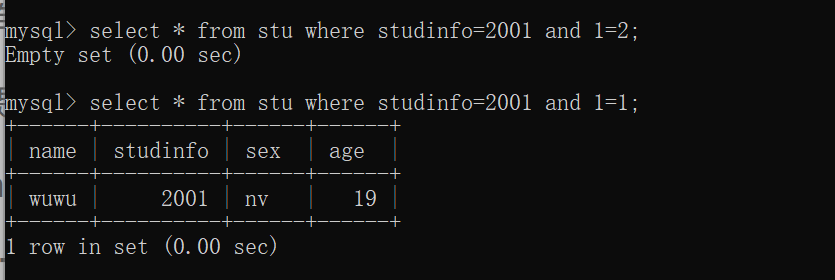 mysql> select * from stu where studinfo=2001 and 1=2;
Empty set (0.00 sec)
mysql> select * from stu where studinfo=2001 and 1=1;
+------+----------+------+------+
| name | studinfo | sex | age |
+------+----------+------+------+
| wuwu | 2001 | nv | 19 |
+------+----------+------+------+
1 row in set (0.00 sec)